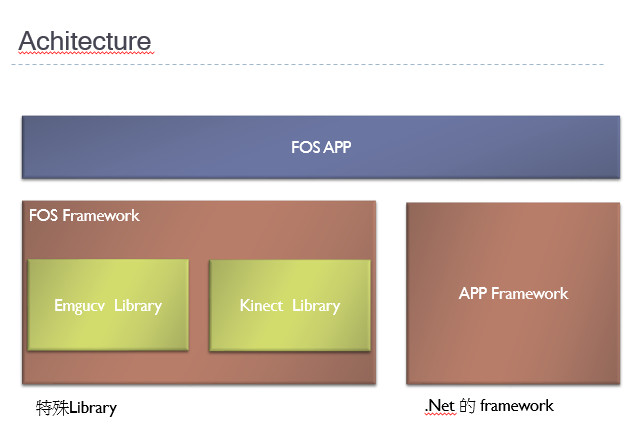 Achitecture
FOS APP
FOS Framework
Emgucv Library
Kinect Library
APP Framework
特殊Library
.Net 的 framework